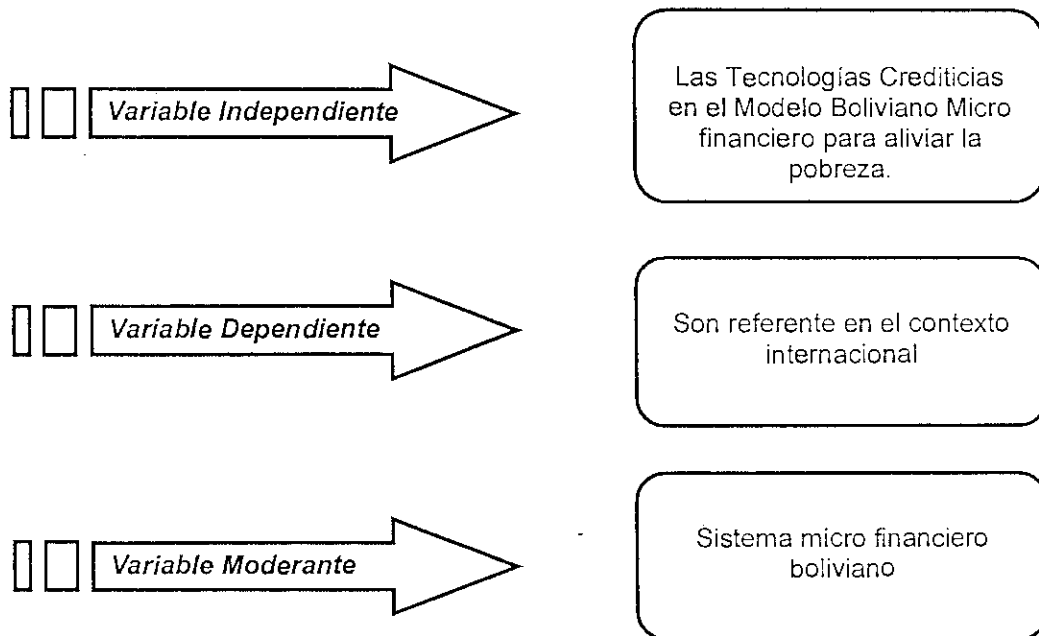 Variable Independiente
Las Tecnologías Crediticias
en el Modelo Boliviano Micro
financiero para aliviar la
pobreza.
Variable Dependiente
Son referente en el contexto
internacional
Variable Moderante
Sistema micro financiero
boliviano